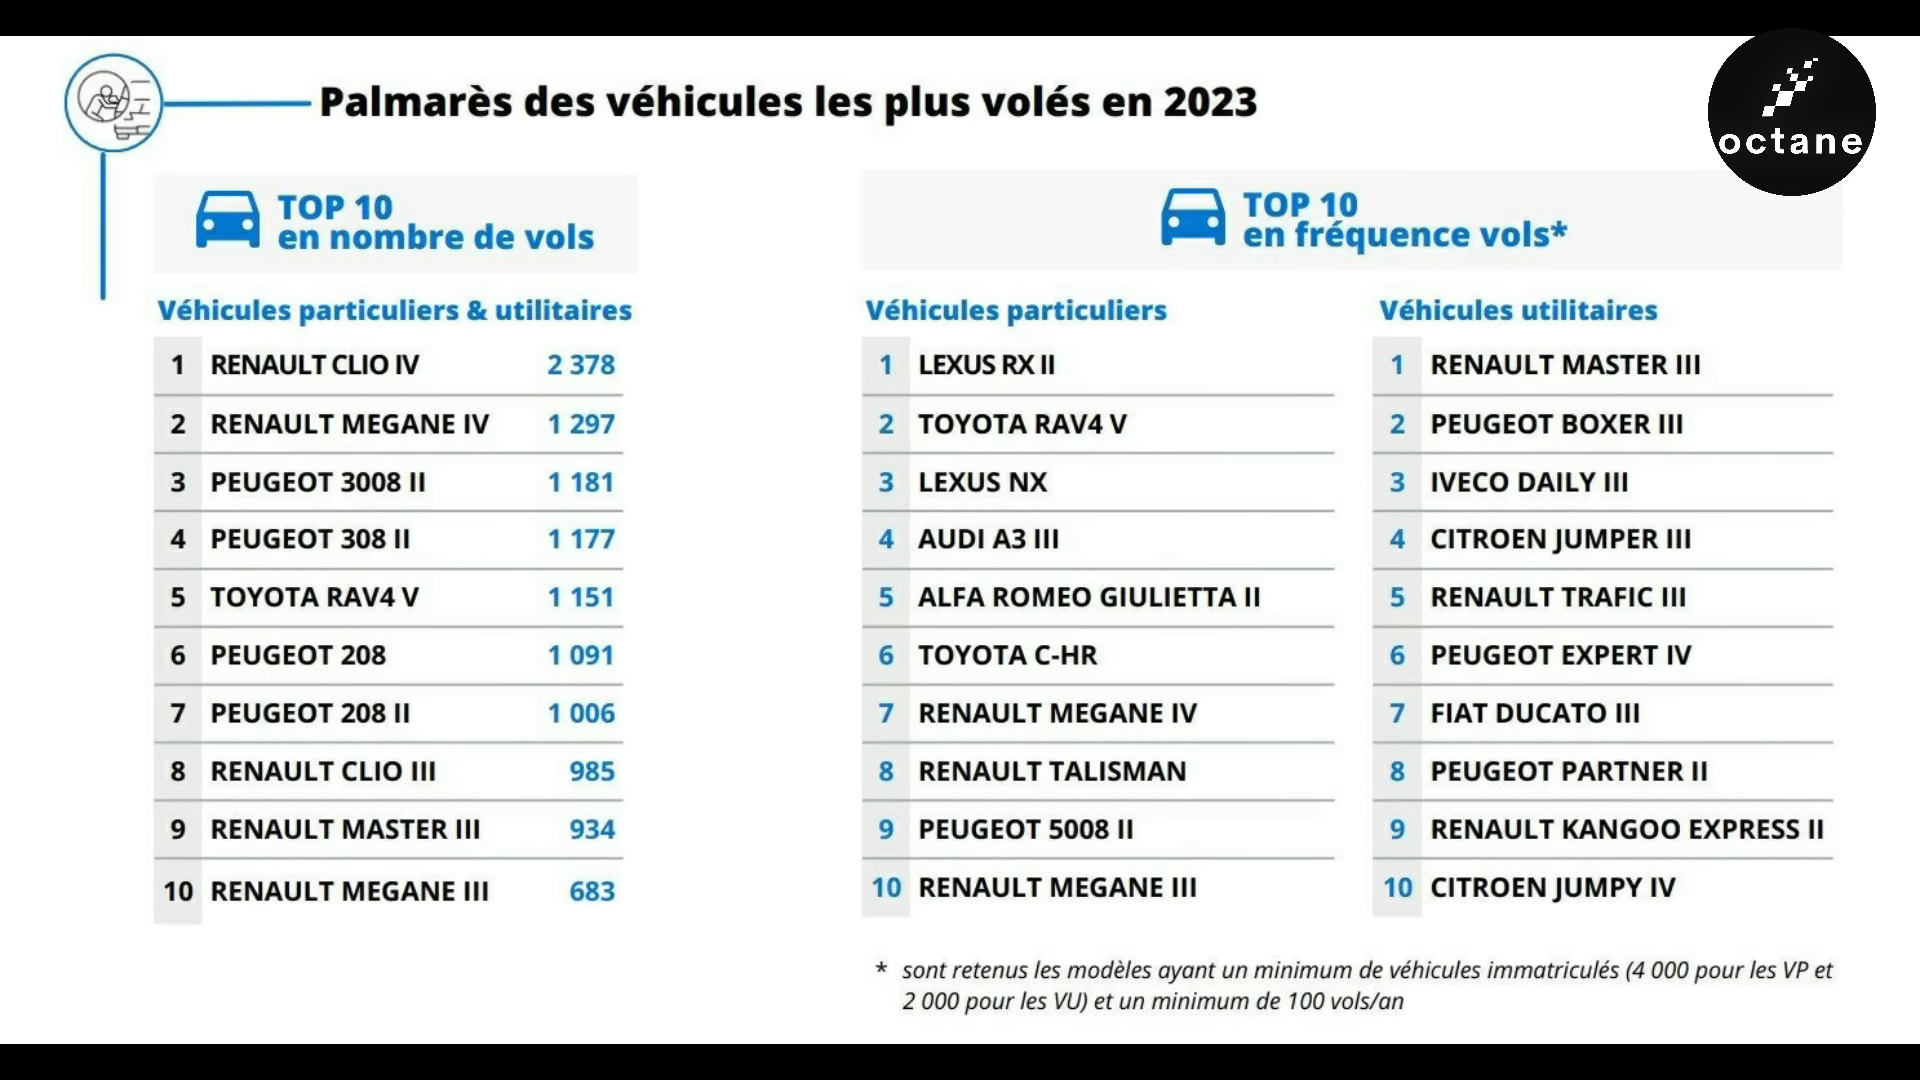 Palmarès des véhicules les plus volés en 2023
octane
TOP 10
en nombre de vols
Véhicules particuliers & utilitaires
1 RENAULT CLIO IV 2 378
2 RENAULT MEGANE IV 1 297
3 PEUGEOT 3008 II 1 181
4 PEUGEOT 308 II 1 177
5 TOYOTA RAV4 V 1 151
6 PEUGEOT 208 1 091
7 PEUGEOT 208 II 1 006
8 RENAULT CLIO III 985
9 RENAULT MASTER III 934
10 RENAULT MEGANE III 683
TOP 10
en fréquence vols*
Véhicules particuliers
1 LEXUS RX II
2 TOYOTA RAV4 V
3 LEXUS NX
4 AUDI A3 III
5 ALFA ROMEO GIULIETTA II
6 TOYOTA C-HR
7 RENAULT MEGANE IV
8 RENAULT TALISMAN
9 PEUGEOT 5008 II
10 RENAULT MEGANE III
Véhicules utilitaires
1 RENAULT MASTER III
2 PEUGEOT BOXER III
3 IVECO DAILY III
4 CITROEN JUMPER III
5 RENAULT TRAFIC III
6 PEUGEOT EXPERT IV
7 FIAT DUCATO III
8 PEUGEOT PARTNER II
9 RENAULT KANGOO EXPRESS II
10 CITROEN JUMPY IV
* sont retenus les modèles ayant un minimum de véhicules immatriculés (4 000 pour les VP et
2 000 pour les VU) et un minimum de 100 vols/an